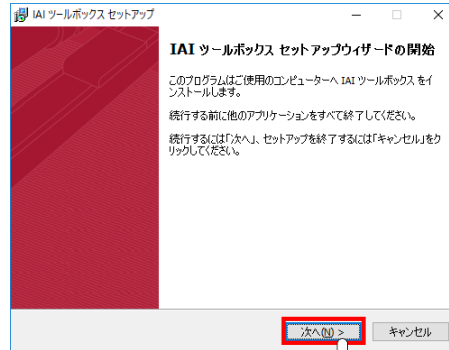 IAI ツールボックス セットアップ
IAI ツールボックス セットアップウィザードの開始
このプログラムはご使用のコンピューターへ IAI ツールボックス をイ
ンストールします。
続行する前に他のアプリケーションをすべて終了してください。
続行するには「次へ」、セットアップを終了するには「キャンセル」をク
リックしてください。
次へ(N) >
キャンセル